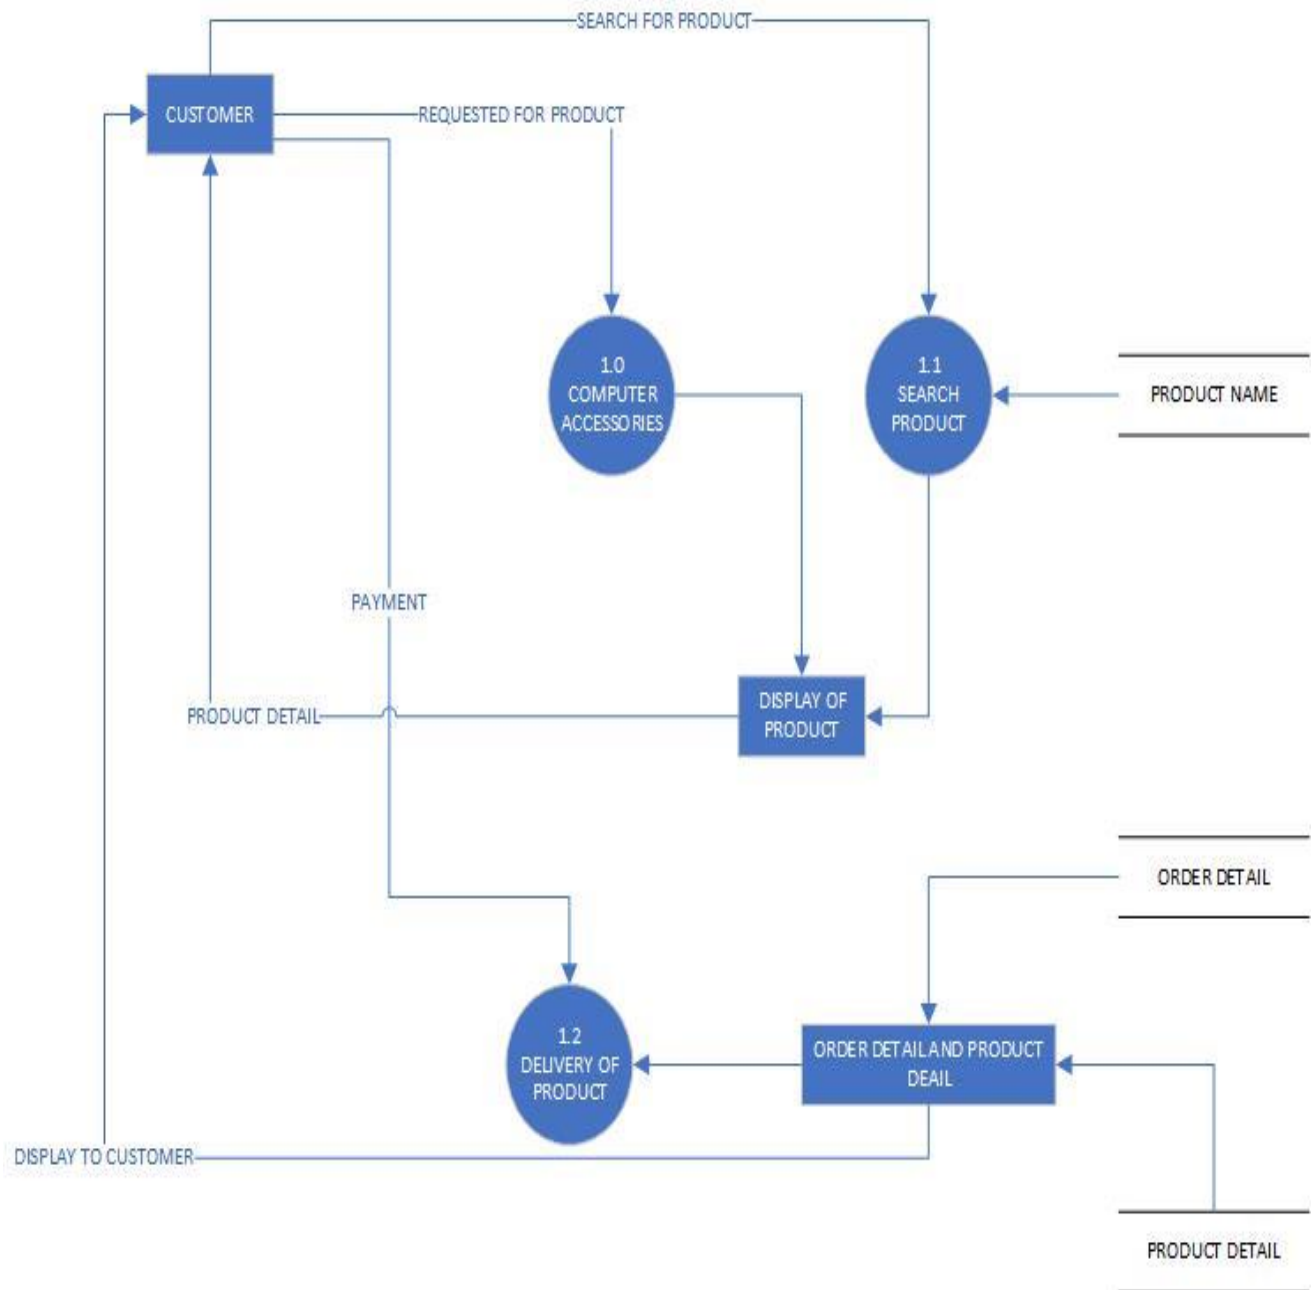 SEARCH FOR PRODUCT
CUSTOMER
REQUESTED FOR PRODUCT
1.0
COMPUTER
ACCESSORIES
1.1
SEARCH
PRODUCT
PRODUCT NAME
PAYMENT
DISPLAY OF
PRODUCT
PRODUCT DETAIL
ORDER DETAIL
1.2
DELIVERY OF
PRODUCT
ORDER DETAIL AND PRODUCT
DEAIL
DISPLAY TO CUSTOMER
PRODUCT DETAIL